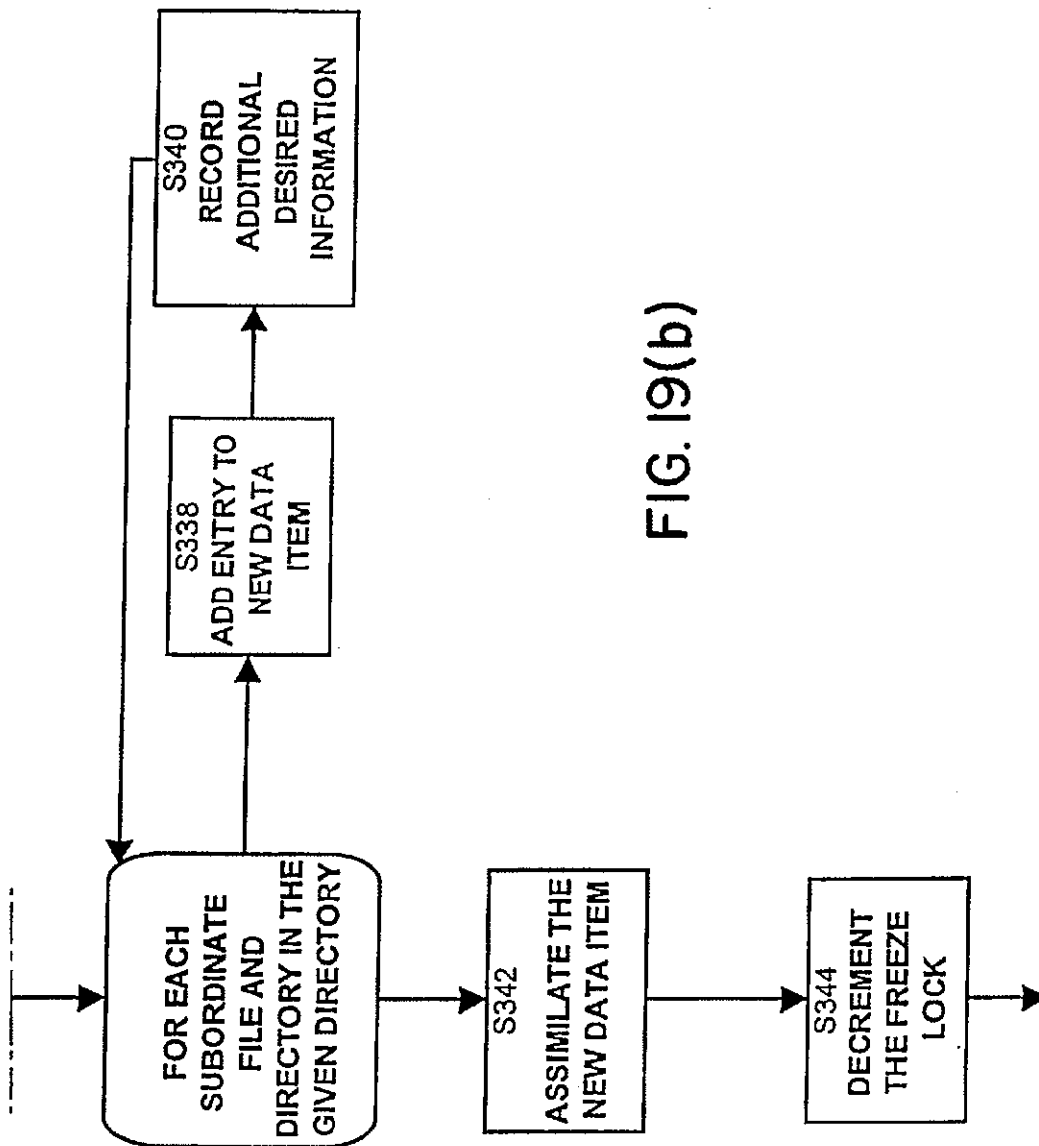 FOR EACH
SUBORDINATE
FILE AND
DIRECTORY IN THE
GIVEN DIRECTORY
S338
ADD ENTRY TO
NEW DATA
ITEM
S340
RECORD
ADDITIONAL
DESIRED
INFORMATION
S342
ASSIMILATE THE
NEW DATA ITEM
S344
DECREMENT
THE FREEZE
LOCK
FIG. 19(b)